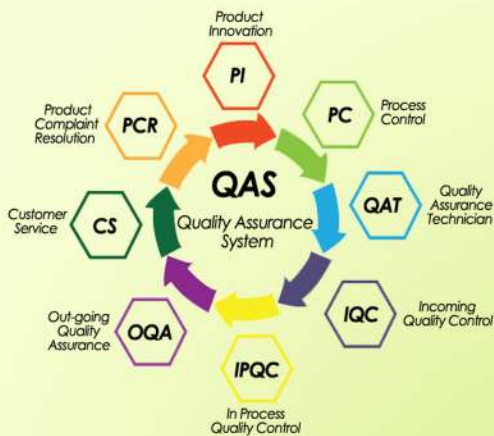 Product
Innovation
PI
PC
Process
Control
QAT
Quality
Assurance
Technician
IQC
Incoming
Quality Control
IPQC
In Process
Quality Control
OQA
Out-going
Quality
Assurance
CS
Customer
Service
PCR
Product
Complaint
Resolution
QAS
Quality Assurance
System